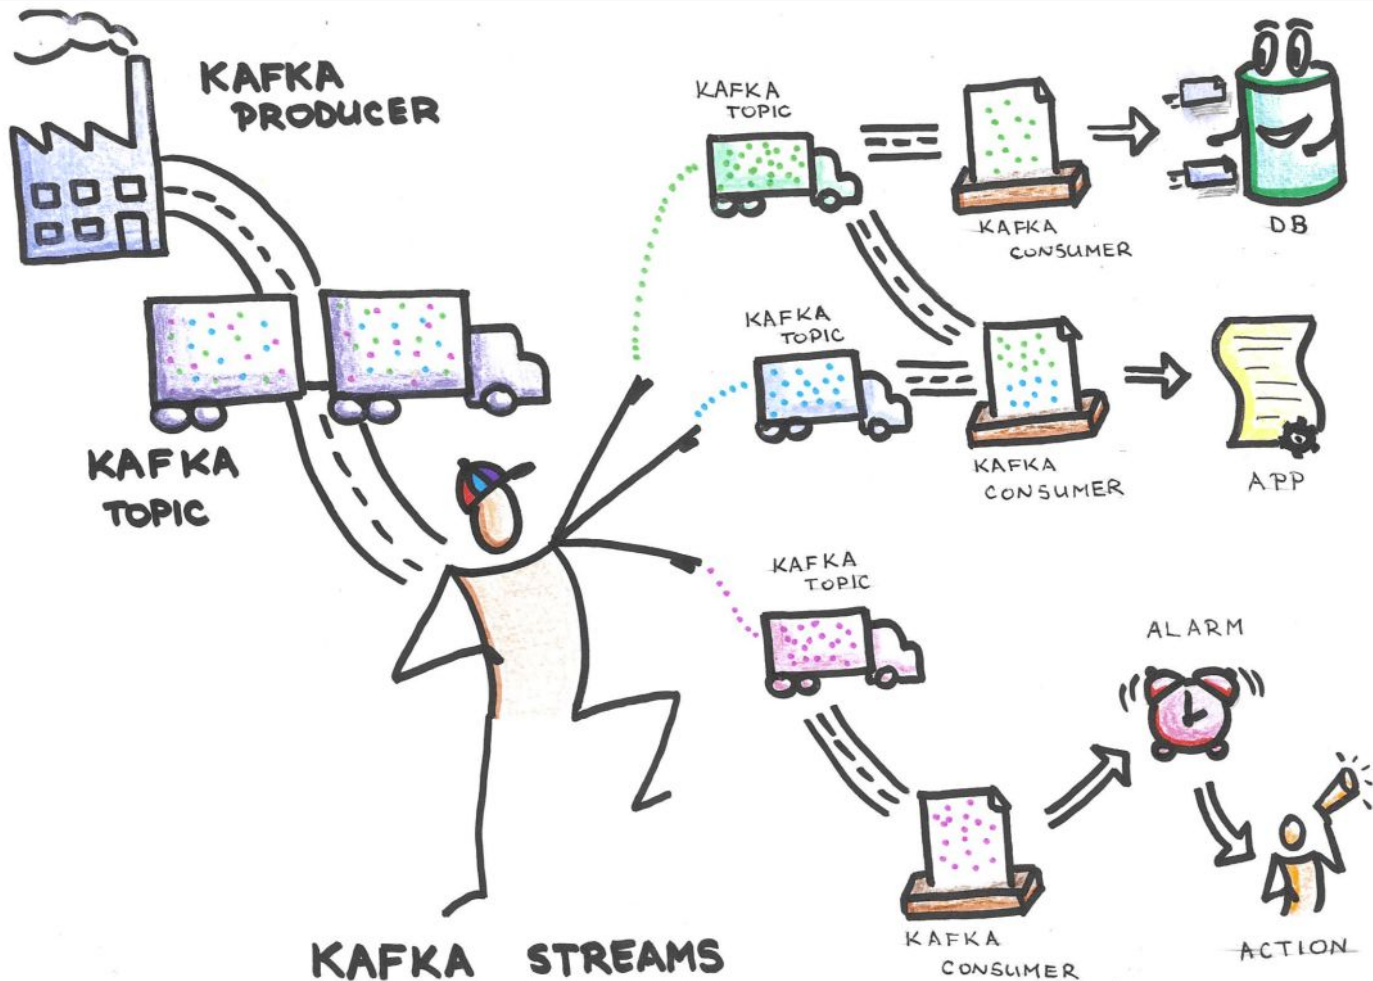 KAFKA
PRODUCER
KAFKA
TOPIC
KAFKA STREAMS
KAFKA
TOPIC
KAFKA
CONSUMER
DB
KAFKA
TOPIC
KAFKA
CONSUMER
APP
KAFKA
TOPIC
KAFKA
CONSUMER
ALARM
ACTION